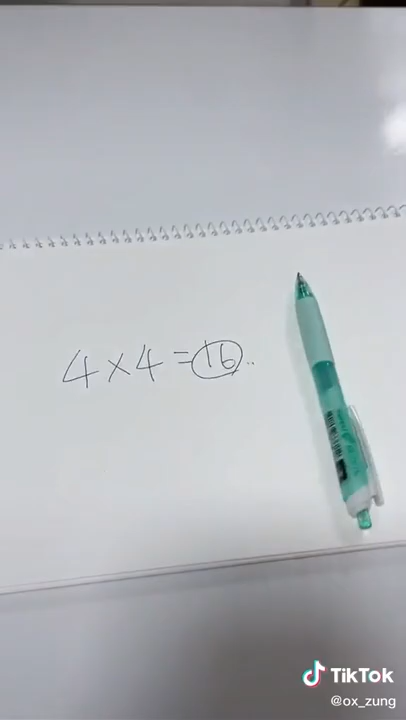 4 × 4 = 16 ..
TikTok
@ox_zung